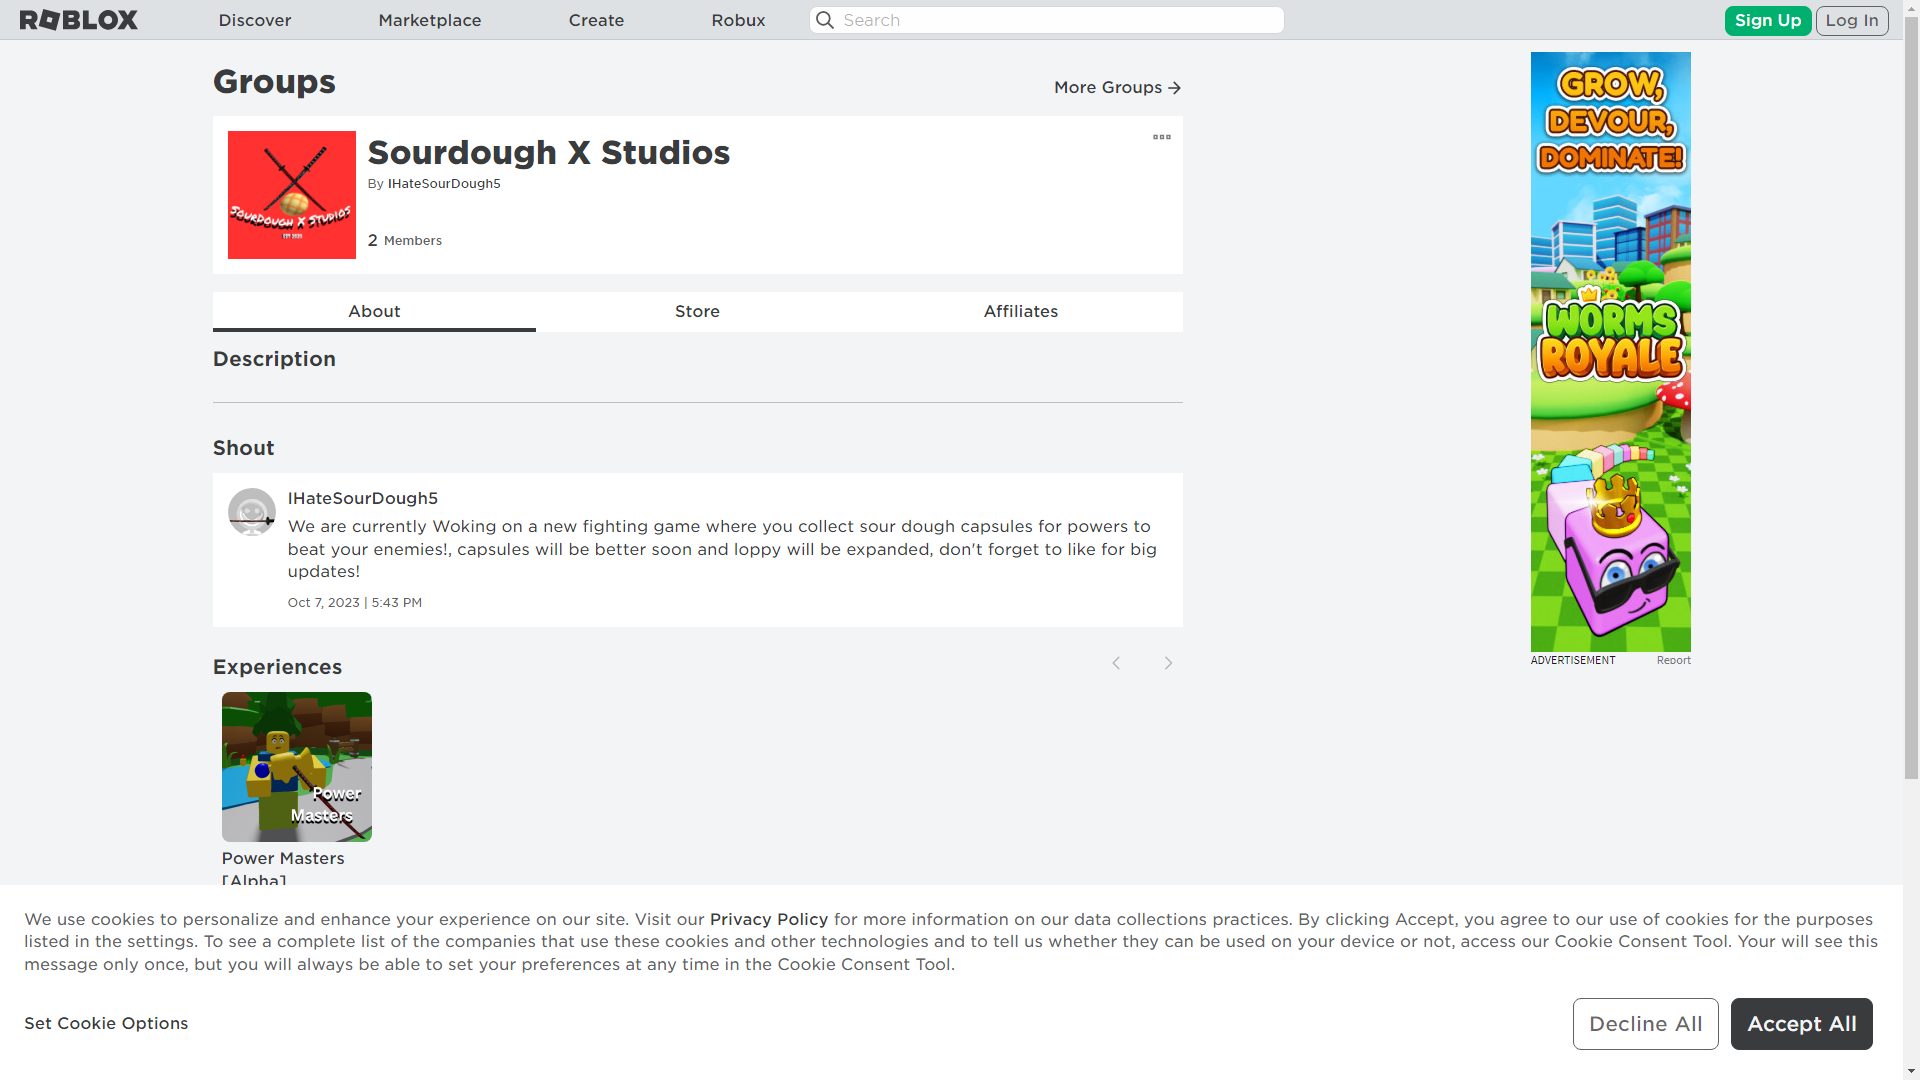 ROBLOX
Discover
Marketplace
Create
Robux
Search
Sign Up
Log In
Groups
More Groups
SOURDOUGH X STUDIOS
Sourdough X Studios
By IHateSourDough5
2 Members
About
Store
Affiliates
Description
Shout
IHateSourDough5
We are currently Woking on a new fighting game where you collect sour dough capsules for powers to
beat your enemies!, capsules will be better soon and loppy will be expanded, don't forget to like for big
updates!
Oct 7, 2023 | 5:43 PM
Experiences
Power
Masters
Power Masters
[Alpha]
GROW,
DEVOUR,
DOMINATE!
WORMS
ROYALE
ADVERTISEMENT
Report
We use cookies to personalize and enhance your experience on our site. Visit our Privacy Policy for more information on our data collections practices. By clicking Accept, you agree to our use of cookies for the purposes
listed in the settings. To see a complete list of the companies that use these cookies and other technologies and to tell us whether they can be used on your device or not, access our Cookie Consent Tool. Your will see this
message only once, but you will always be able to set your preferences at any time in the Cookie Consent Tool.
Set Cookie Options
Decline All
Accept All